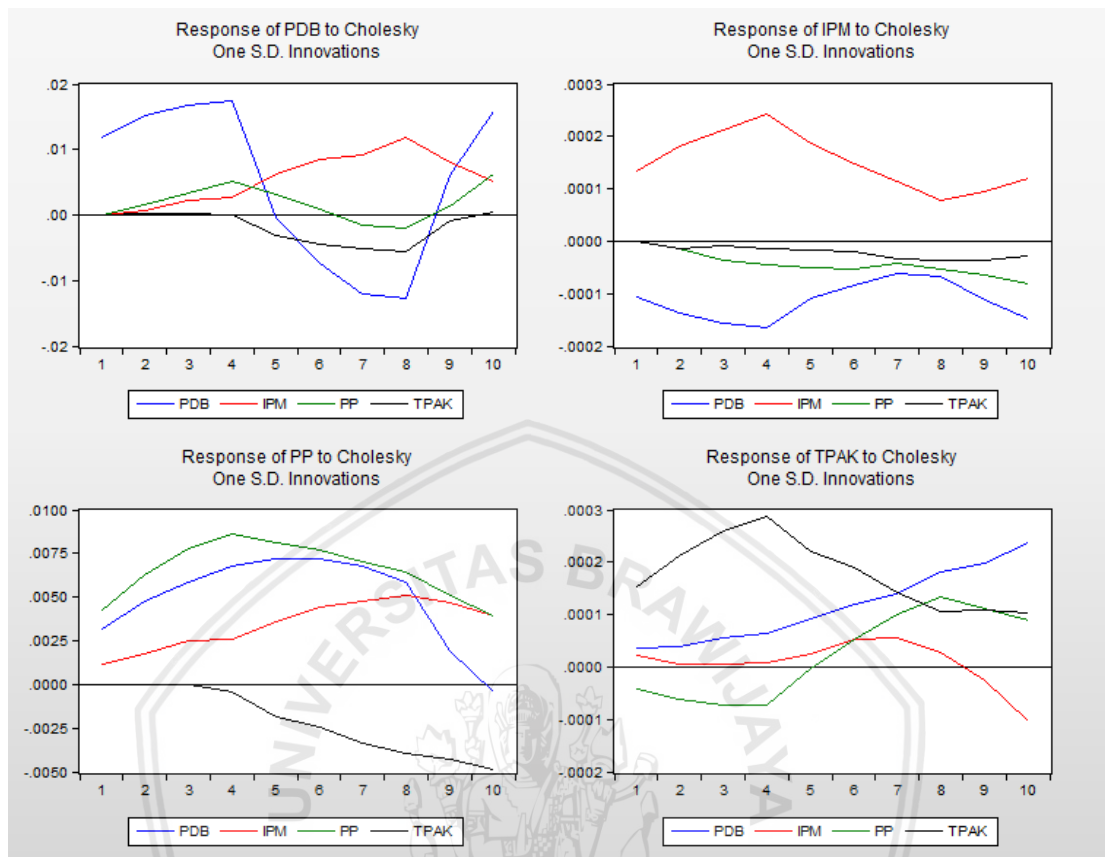 Response of PDB to Cholesky
One S.D. Innovations
.02
.01
.00
-.01
-.02
1 2 3 4 5 6 7 8 9 10
PDB IPM PP TPAK
Response of IPM to Cholesky
One S.D. Innovations
.0003
.0002
.0001
.0000
-.0001
-.0002
1 2 3 4 5 6 7 8 9 10
PDB IPM PP TPAK
Response of PP to Cholesky
One S.D. Innovations
.0100
.0075
.0050
.0025
.0000
-.0025
-.0050
1 2 3 4 5 6 7 8 9 10
PDB IPM PP TPAK
Response of TPAK to Cholesky
One S.D. Innovations
.0003
.0002
.0001
.0000
-.0001
-.0002
1 2 3 4 5 6 7 8 9 10
PDB IPM PP TPAK
UNIVERSITAS BRAWIJAYA